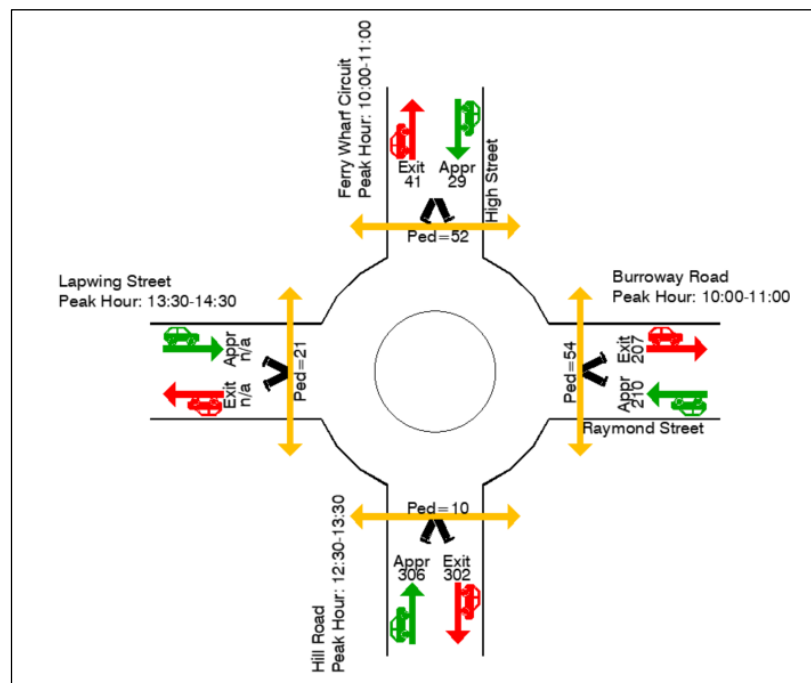 Ferry Wharf Circuit
Peak Hour: 10:00-11:00
Exit
41
Appr
29
High Street
Ped=52
Lapwing Street
Peak Hour: 13:30-14:30
Appr
n/a
Exit
n/a
Ped=21
Burroway Road
Peak Hour: 10:00-11:00
Exit
207
Appr
210
Ped=54
Raymond Street
Ped=10
Appr
306
Exit
302
Hill Road
Peak Hour: 12:30-13:30